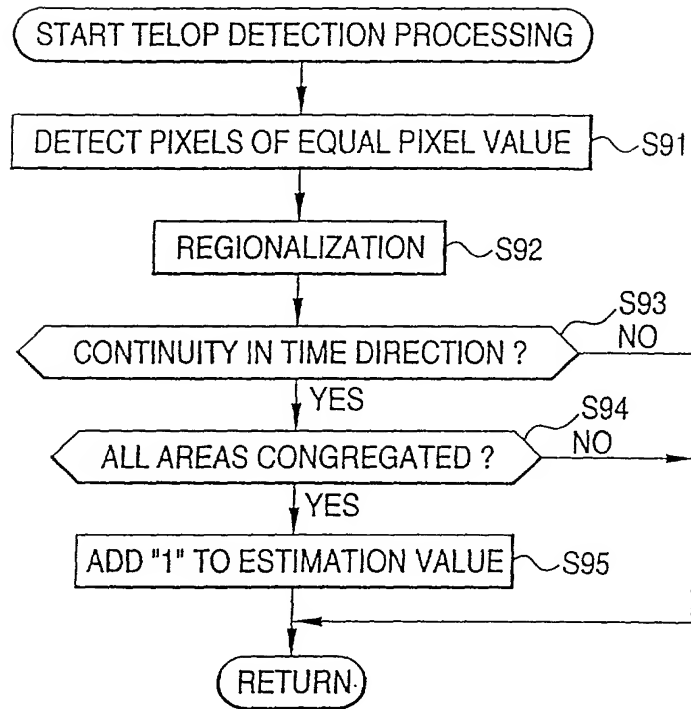 START TELOP DETECTION PROCESSING
DETECT PIXELS OF EQUAL PIXEL VALUE
S91
REGIONALIZATION
S92
S93
CONTINUITY IN TIME DIRECTION ?
NO
YES
S94
ALL AREAS CONGREGATED ?
NO
YES
ADD "1" TO ESTIMATION VALUE
S95
RETURN